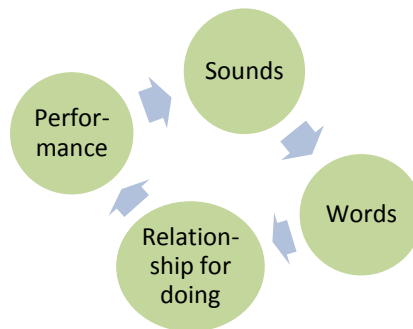 Sounds
Perfor-
mance
Words
Relation-
ship for
doing